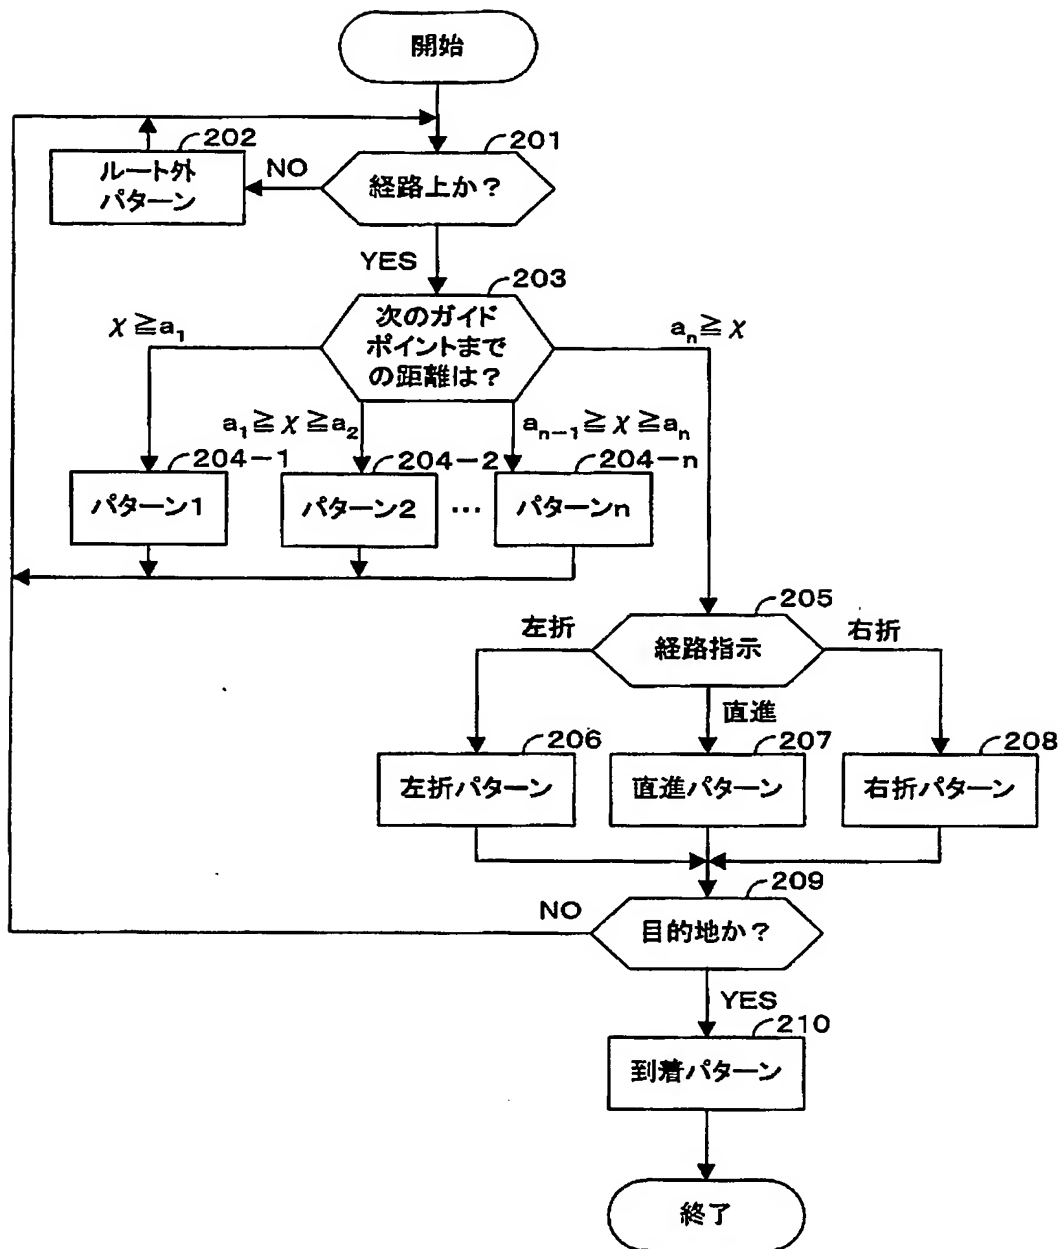 開始
202
201
ルート外
パターン
NO
経路上か？
YES
203
次のガイド
ポイントまで
の距離は？
χ≧a₁
aₙ≧χ
a₁≧χ≧a₂
aₙ₋₁≧χ≧aₙ
204-1
204-2
204-n
パターン1
パターン2
…
パターンn
205
左折
経路指示
右折
直進
206
207
208
左折パターン
直進パターン
右折パターン
209
NO
目的地か？
YES
210
到着パターン
終了